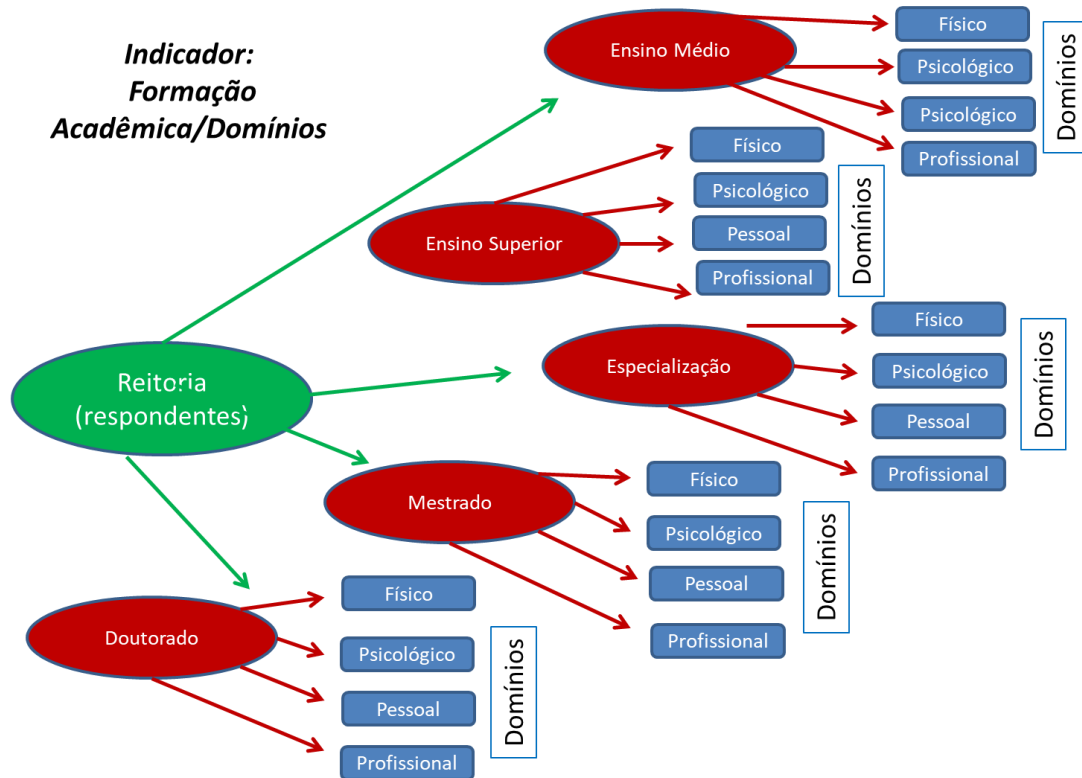 Indicador:
Formação
Acadêmica/Domínios
Ensino Médio
Físico
Psicológico
Psicológico
Profissional
Domínios
Ensino Superior
Físico
Psicológico
Pessoal
Profissional
Domínios
Reitoria
(respondentes)
Especialização
Físico
Psicológico
Pessoal
Profissional
Domínios
Mestrado
Físico
Psicológico
Pessoal
Profissional
Domínios
Doutorado
Físico
Psicológico
Pessoal
Profissional
Domínios